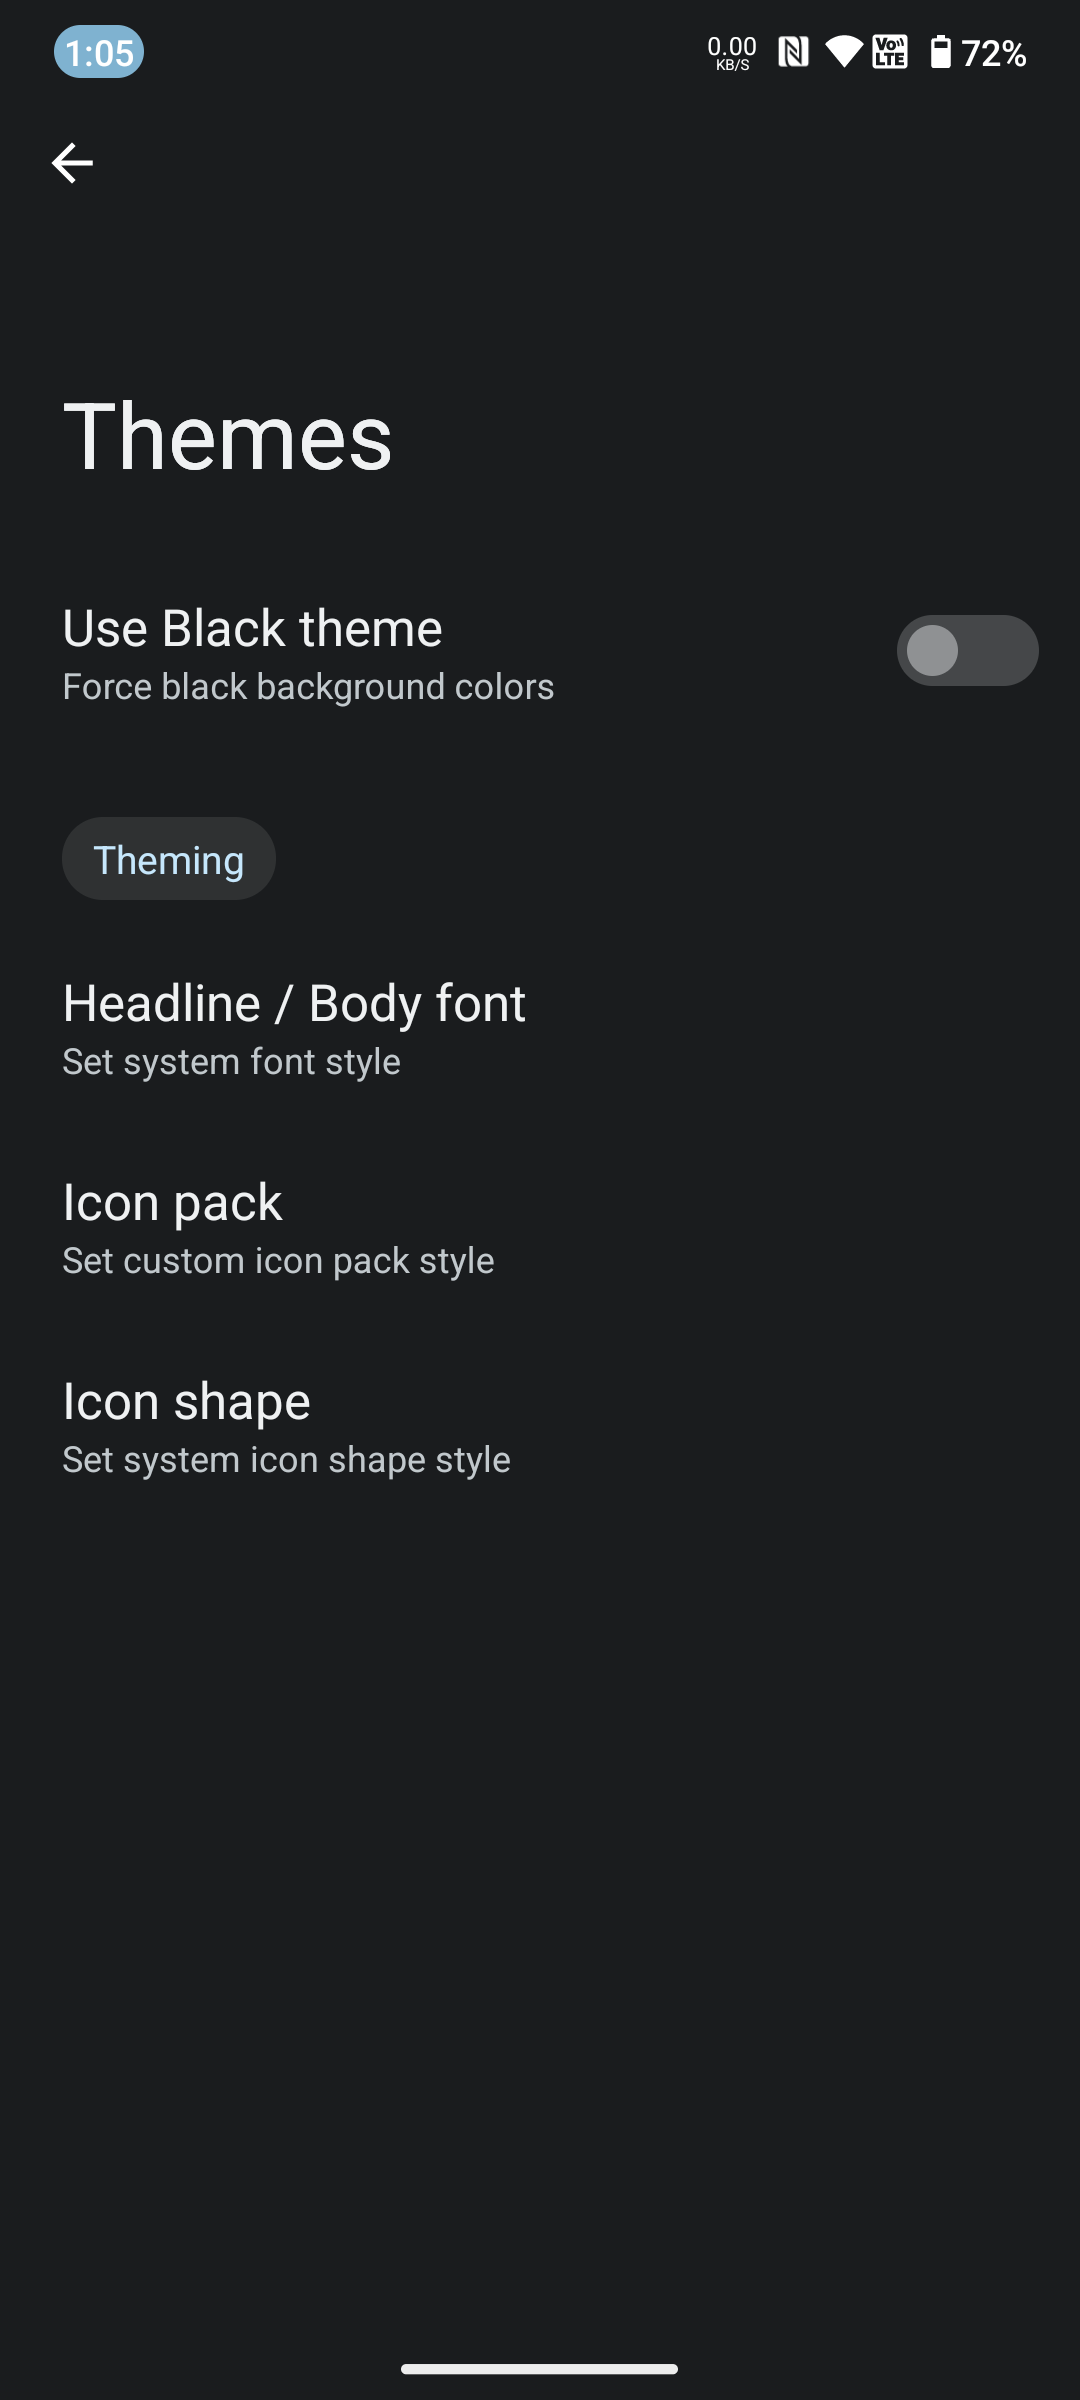 1:05
0.00
KB/S
Vo
LTE
72%
Themes
Use Black theme
Force black background colors
Theming
Headline / Body font
Set system font style
Icon pack
Set custom icon pack style
Icon shape
Set system icon shape style